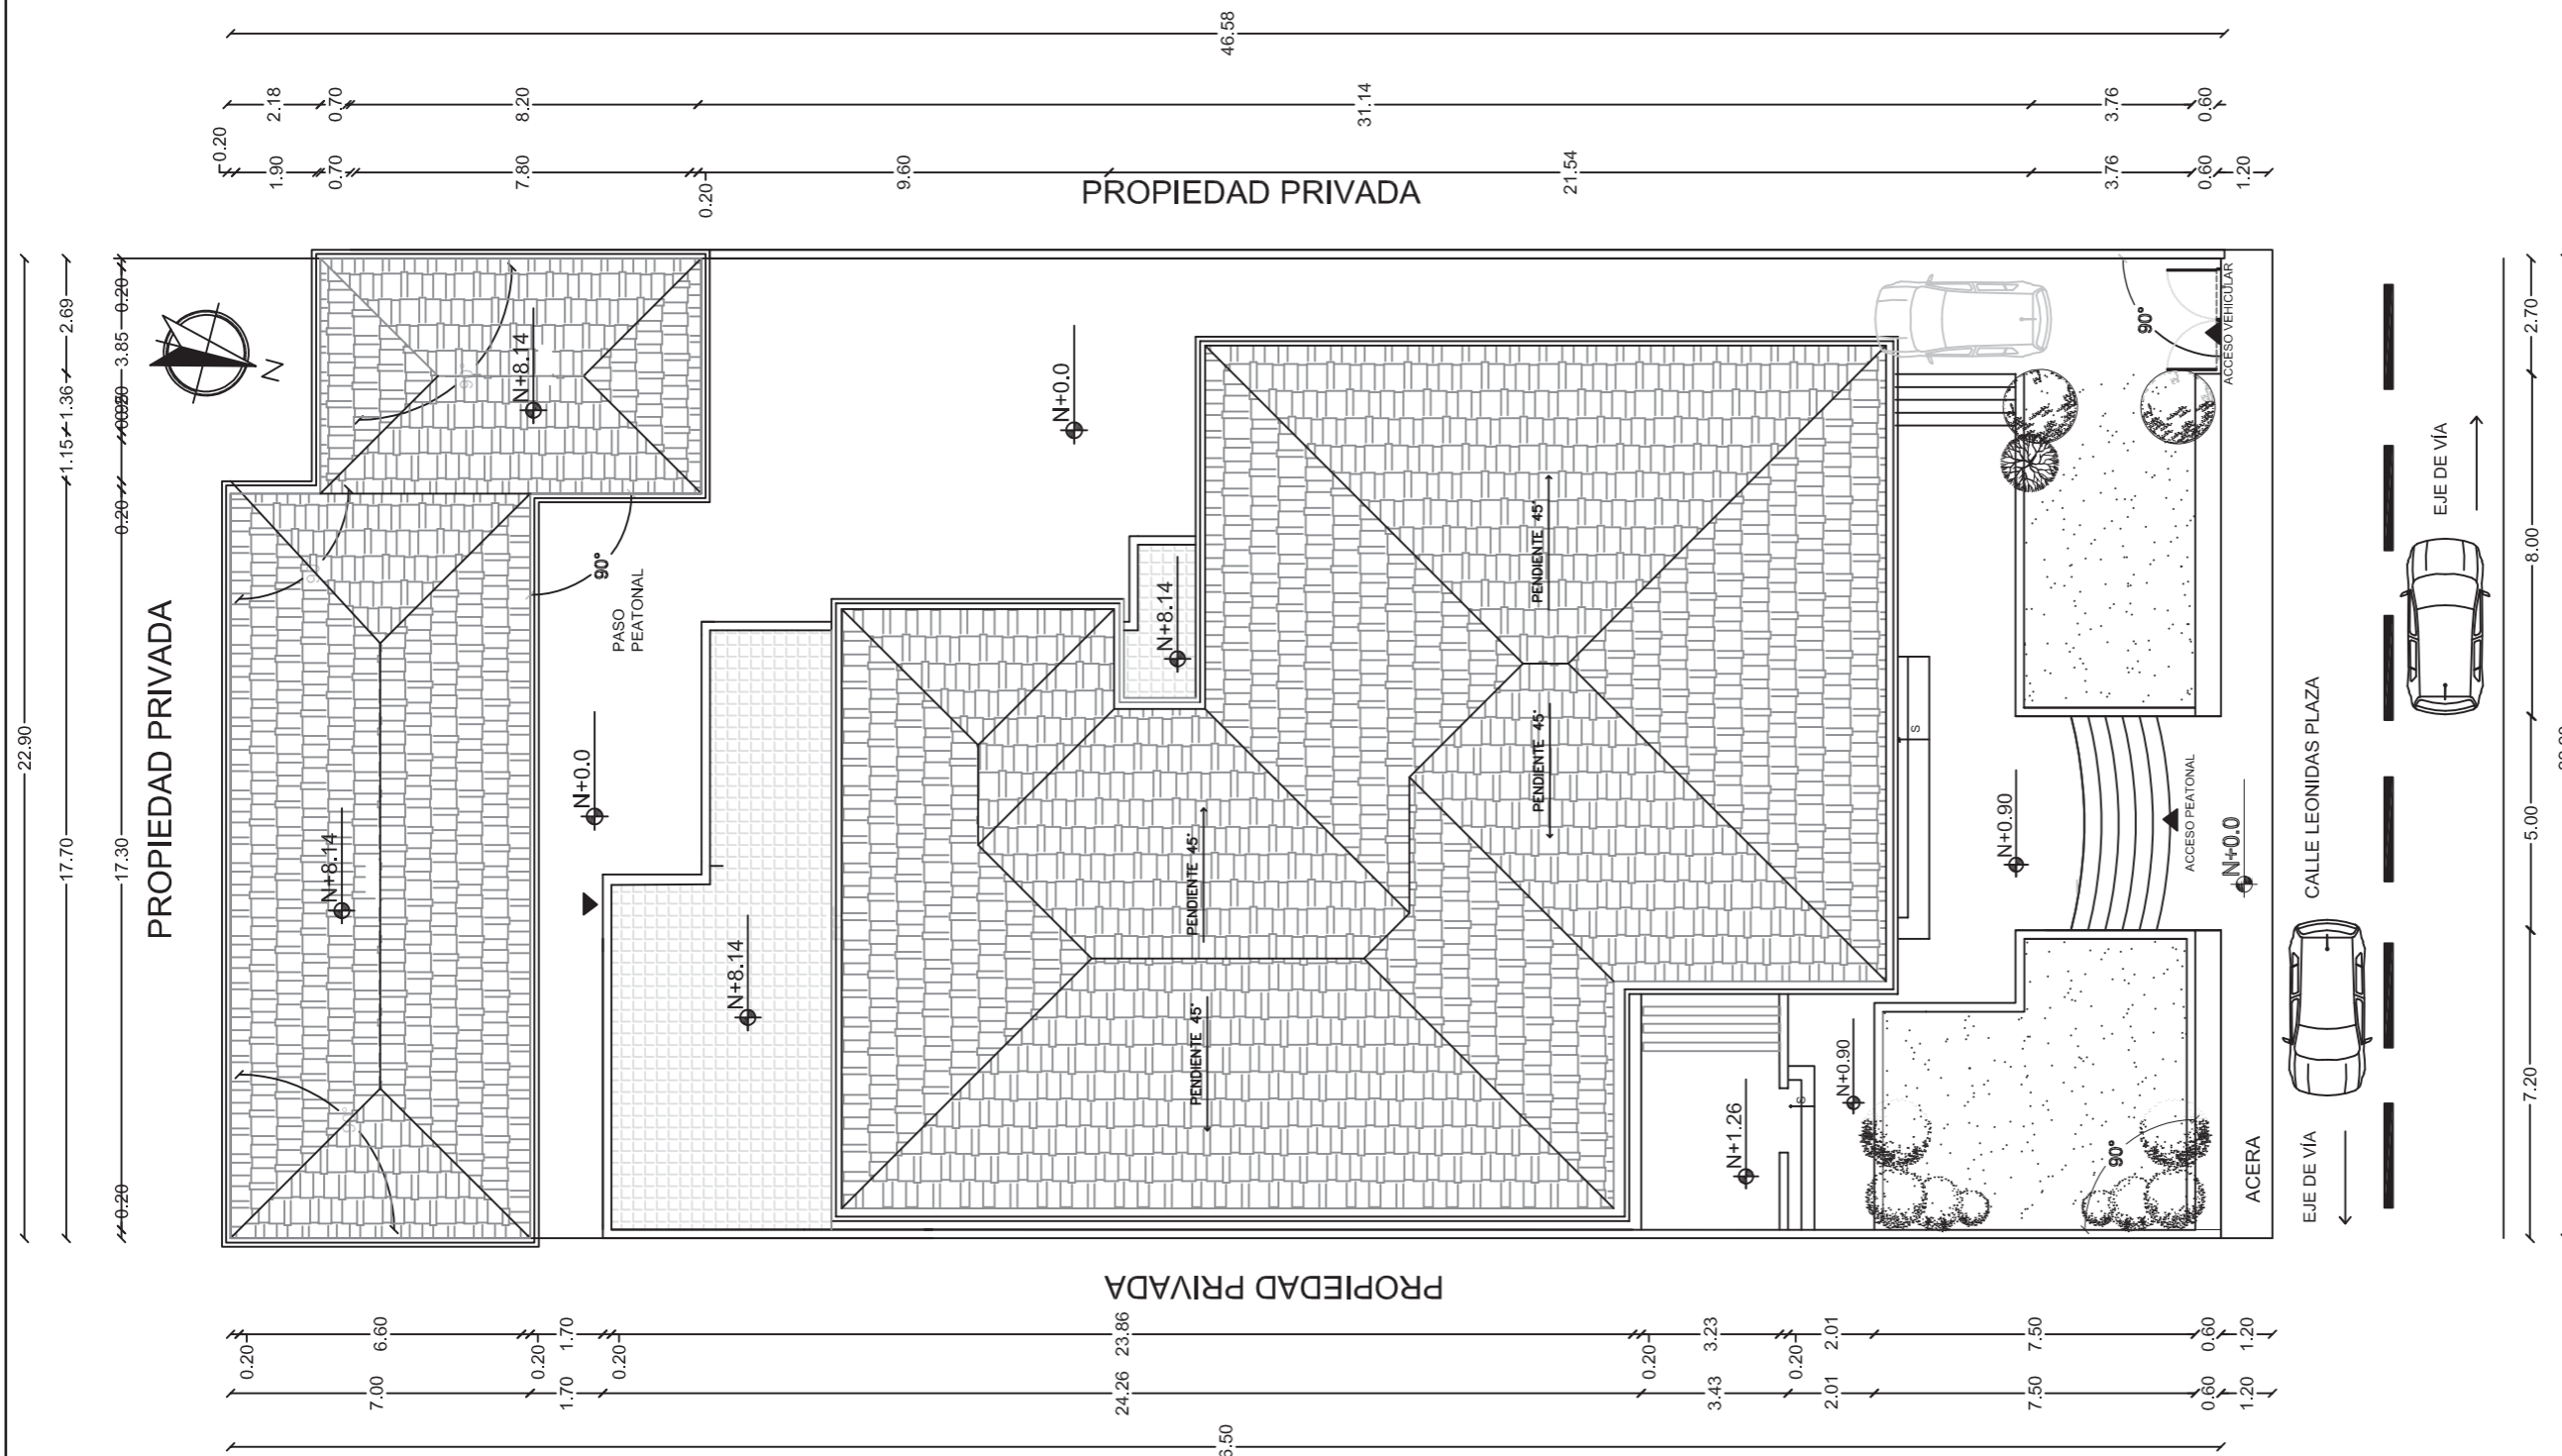 46.58
2.18
0.70
8.20
31.14
3.76
0.60
0.20
1.90
0.70
7.80
0.20
9.60
21.54
3.76
0.60
1.20
PROPIEDAD PRIVADA
22.90
2.69
1.36
1.15
17.70
0.20
3.85
0.20
17.30
0.20
PROPIEDAD PRIVADA
N
N+8.14
N+8.14
N+0.0
N+0.0
90°
PASO
PEATONAL
N+8.14
N+8.14
PENDIENTE 45°
PENDIENTE 45°
PENDIENTE 45°
PENDIENTE 45°
S
S
N+1.26
N+0.90
N+0.90
90°
90°
ACCESO VEHICULAR
ACCESO PEATONAL
N+0.0
CALLE LEONIDAS PLAZA
ACERA
EJE DE VÍA
EJE DE VÍA
2.70
8.00
5.00
7.20
PROPIEDAD PRIVADA
0.20
6.60
0.20
1.70
0.20
23.86
0.20
3.23
0.20
2.01
7.50
0.60
1.20
7.00
1.70
24.26
3.43
2.01
7.50
0.60
1.20